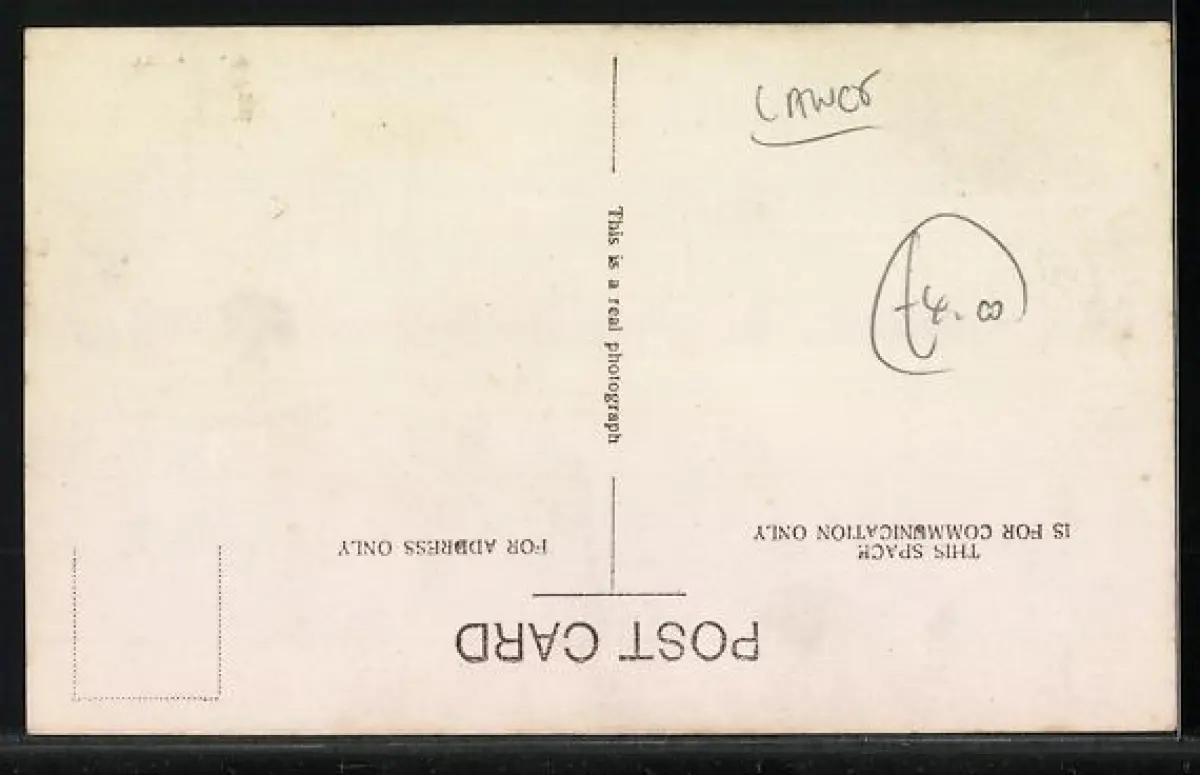 POST CARD
THIS SPACE
IS FOR COMMUNICATION ONLY
FOR ADDRESS ONLY
This is a real photograph
£4.00